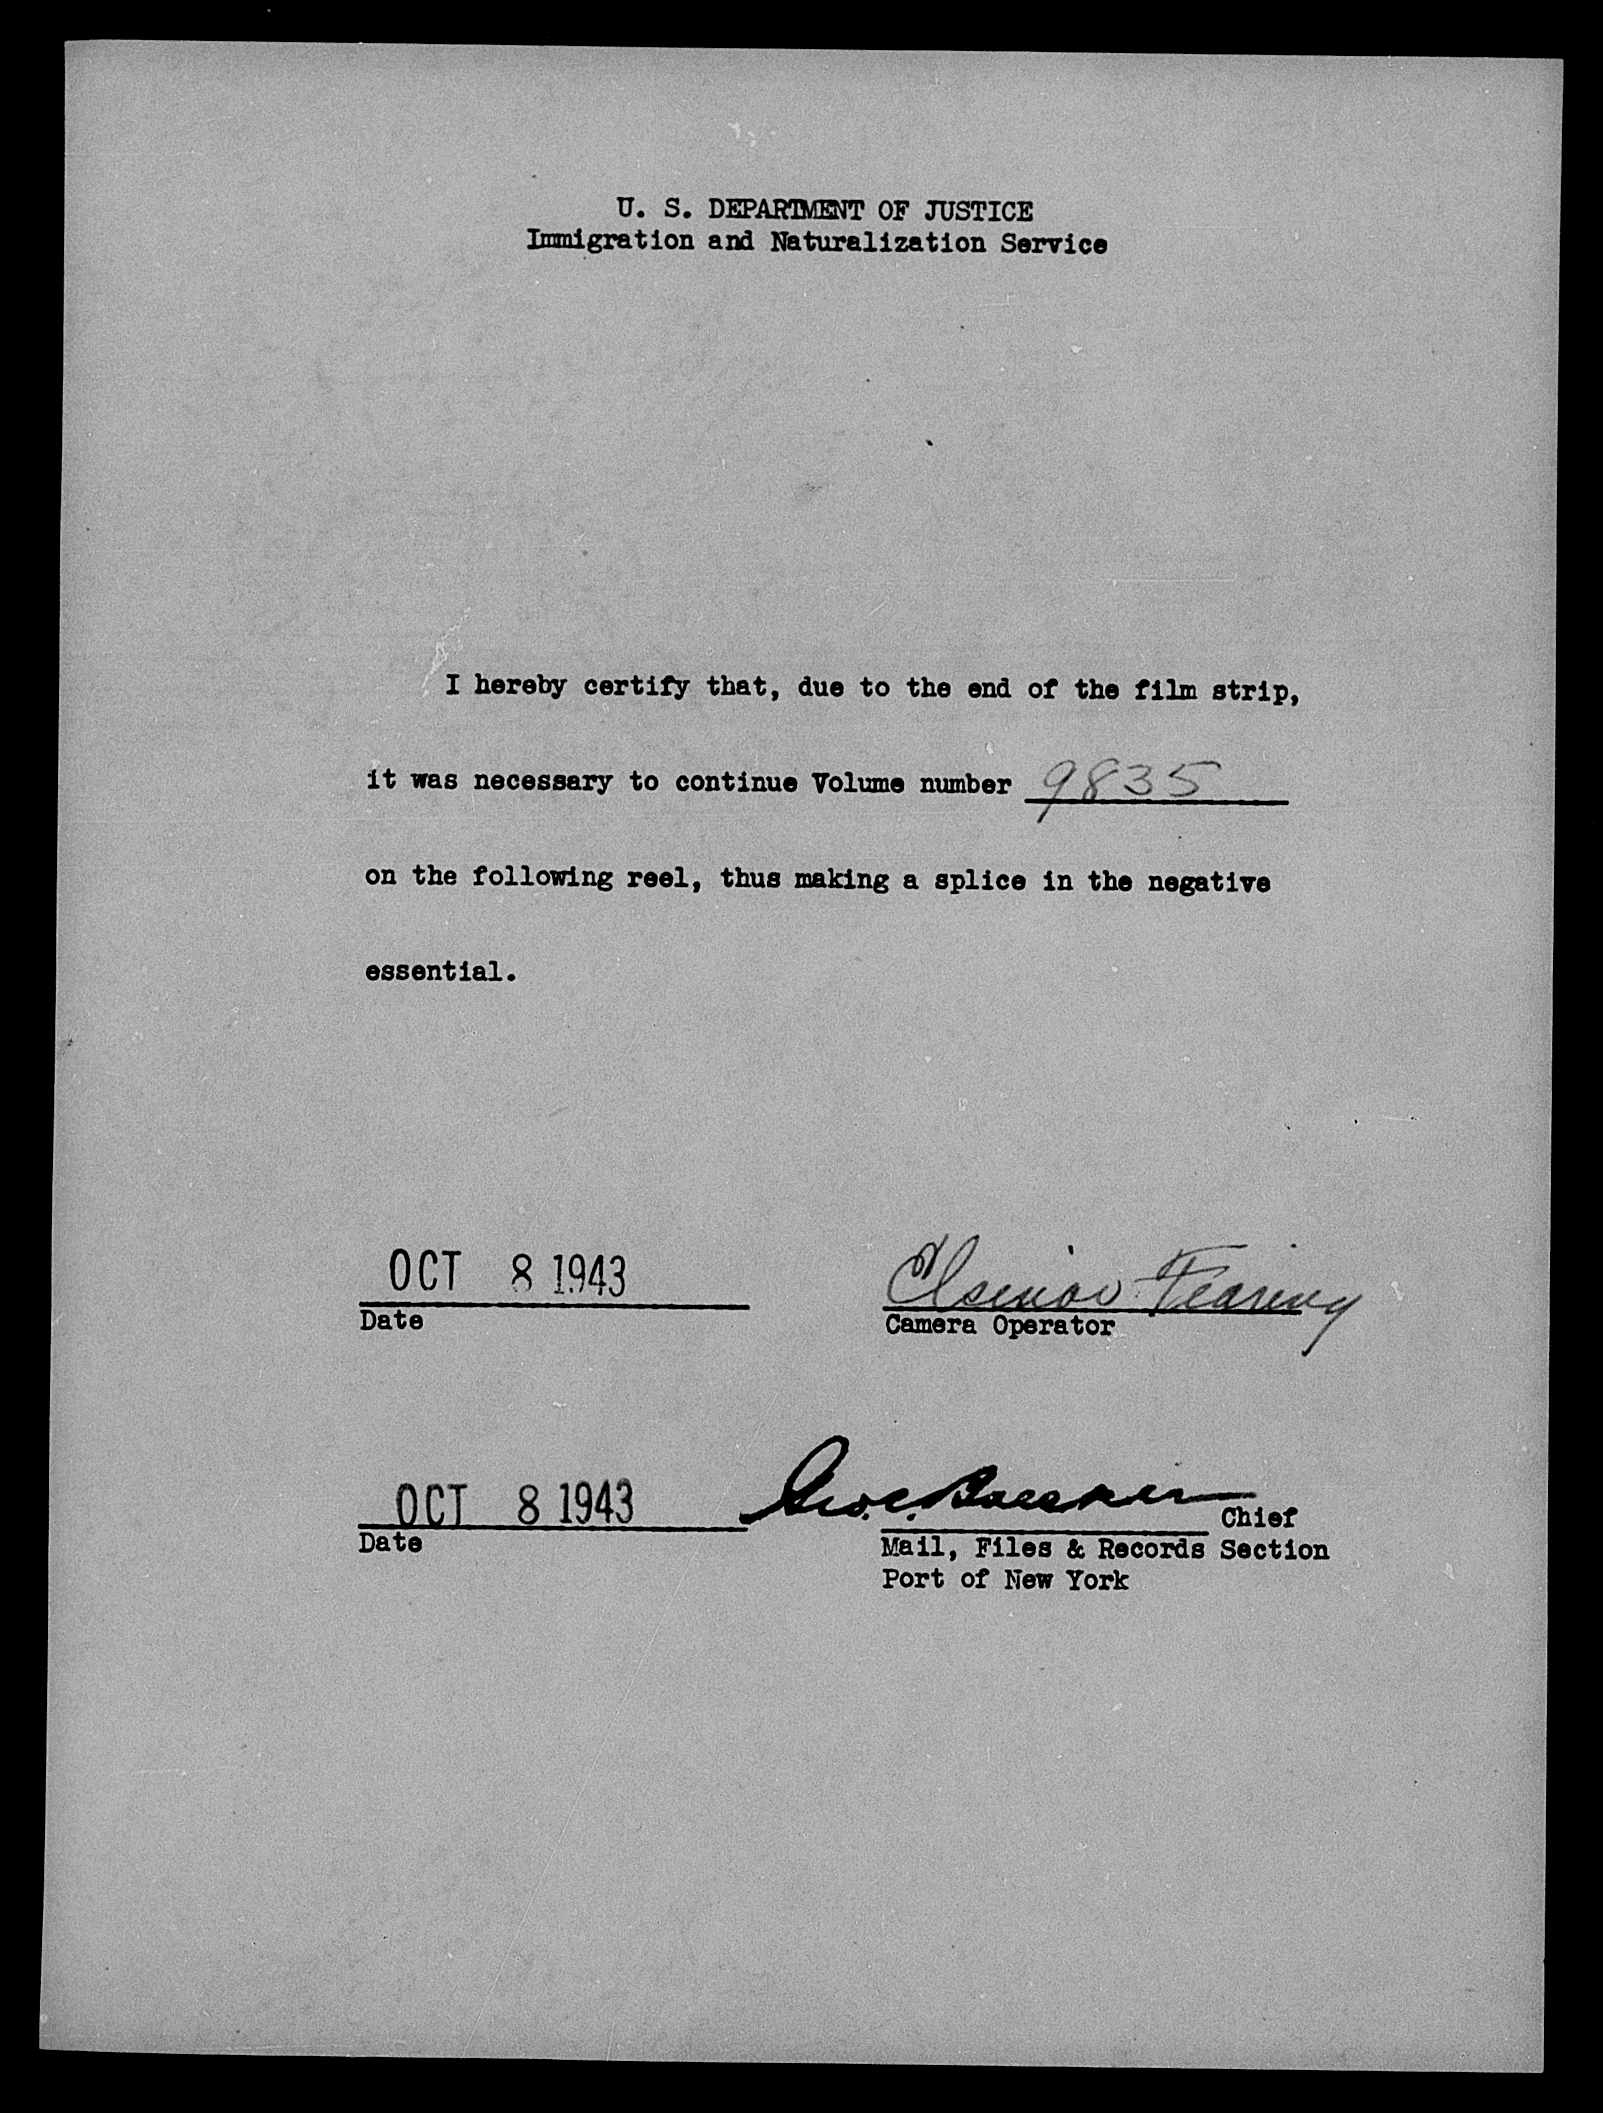 U. S. DEPARTMENT OF JUSTICE
Immigration and Naturalization Service
I hereby certify that, due to the end of the film strip,
it was necessary to continue Volume number 9835
on the following reel, thus making a splice in the negative
essential.
OCT 8 1943
Date
Camera Operator
OCT 8 1943
Date
Chief
Mail, Files & Records Section
Port of New York